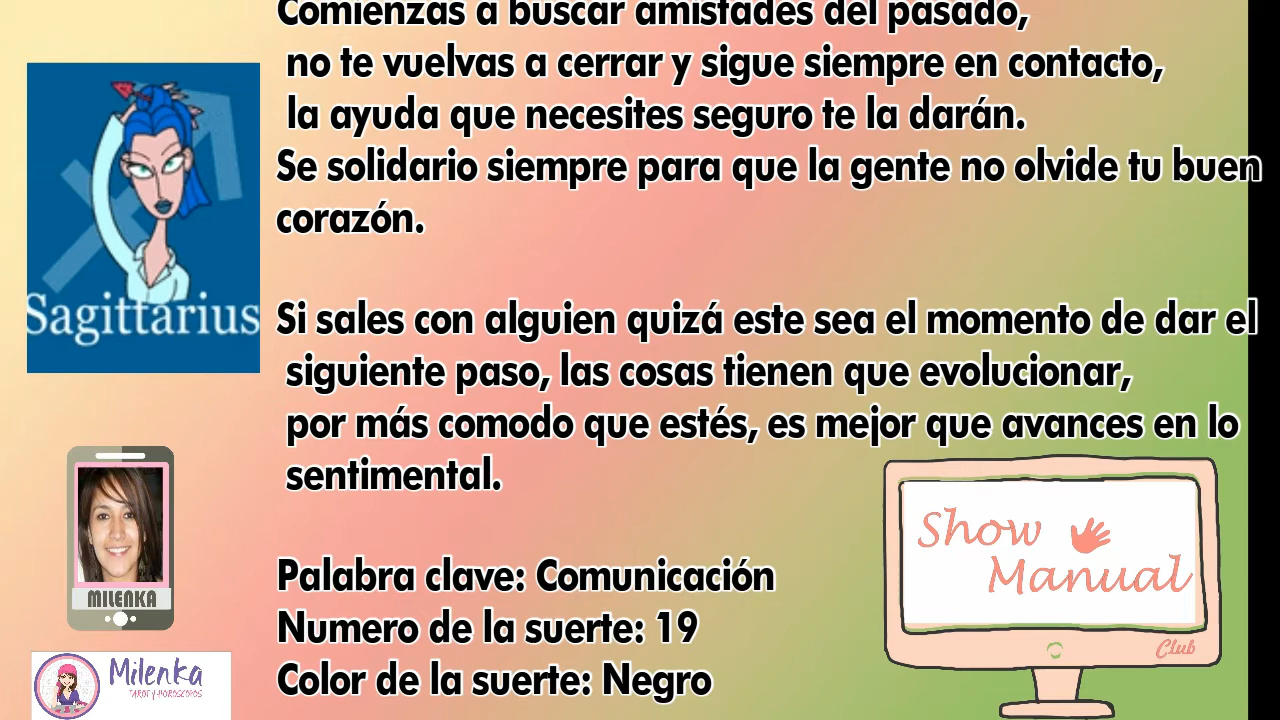 Comienzas a buscar amistades del pasado,
no te vuelvas a cerrar y sigue siempre en contacto,
la ayuda que necesites seguro te la darán.
Se solidario siempre para que la gente no olvide tu buen
corazón.
Sagittarius
Si sales con alguien quizá este sea el momento de dar el
siguiente paso, las cosas tienen que evolucionar,
por más comodo que estés, es mejor que avances en lo
sentimental.
Palabra clave: Comunicación
Numero de la suerte: 19
Color de la suerte: Negro
MILENKA
Milenka
TAROT Y HOROSCOPOS
Show
Manual
Club